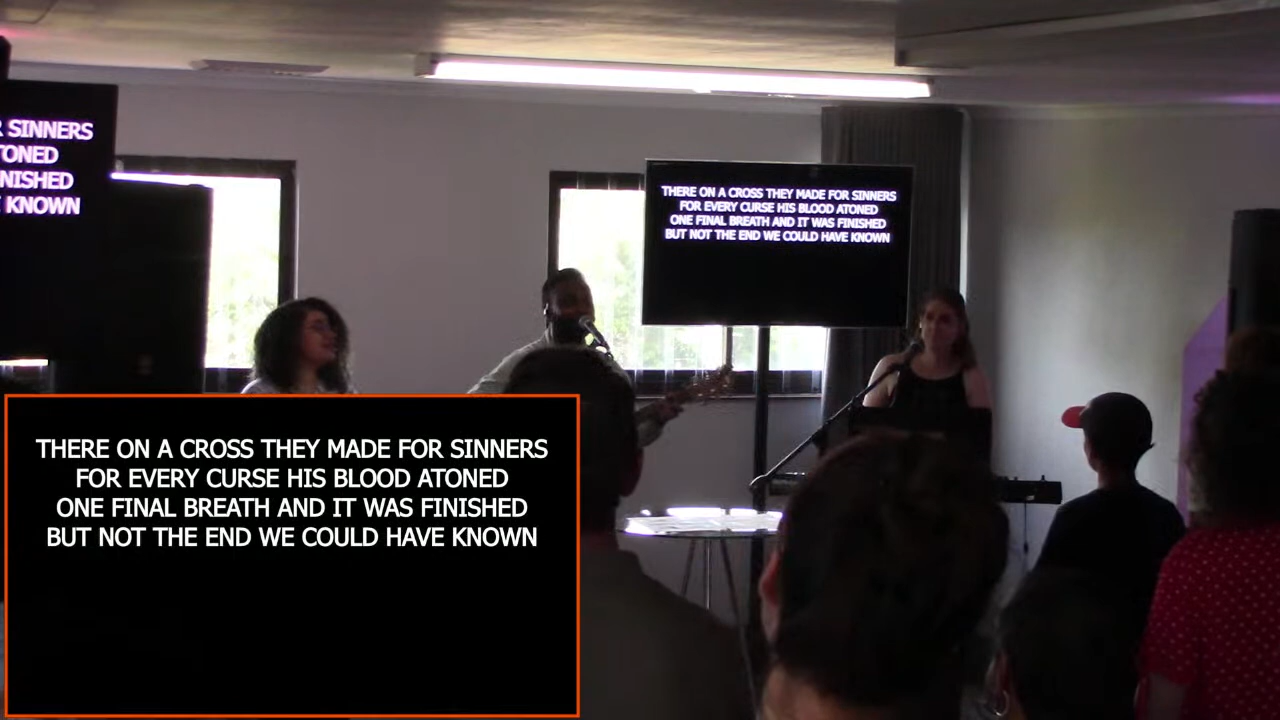 R SINNERS
TONED
NISHED
E KNOWN
THERE ON A CROSS THEY MADE FOR SINNERS
FOR EVERY CURSE HIS BLOOD ATONED
ONE FINAL BREATH AND IT WAS FINISHED
BUT NOT THE END WE COULD HAVE KNOWN
THERE ON A CROSS THEY MADE FOR SINNERS
FOR EVERY CURSE HIS BLOOD ATONED
ONE FINAL BREATH AND IT WAS FINISHED
BUT NOT THE END WE COULD HAVE KNOWN